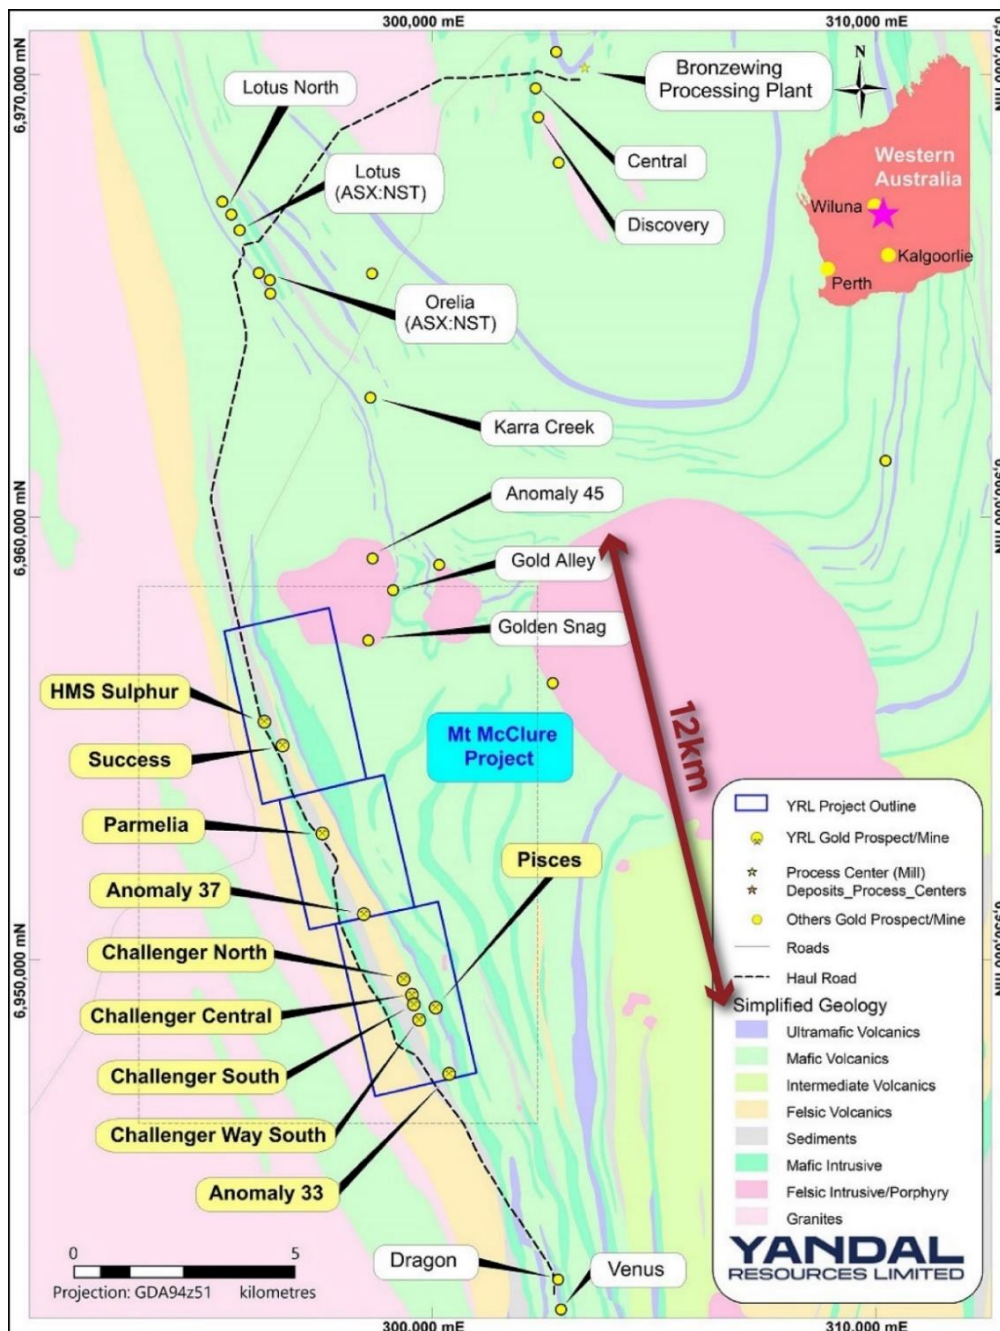 300,000 mE
310,000 mE
6,970,000 mN
N
Lotus North
Bronzewing
Processing Plant
Lotus
(ASX:NST)
Central
Western
Australia
Wiluna
Discovery
Kalgoorlie
Perth
Orelia
(ASX:NST)
Karra Creek
6,960,000 mN
Anomaly 45
Gold Alley
Golden Snag
HMS Sulphur
Success
Mt McClure
Project
12km
Parmelia
Pisces
Anomaly 37
6,950,000 mN
Challenger North
Challenger Central
Challenger South
Challenger Way South
Anomaly 33
YRL Project Outline
YRL Gold Prospect/Mine
Process Center (Mill)
Deposits_Process_Centers
Others Gold Prospect/Mine
Roads
Haul Road
Simplified Geology
Ultramafic Volcanics
Mafic Volcanics
Intermediate Volcanics
Felsic Volcanics
Sediments
Mafic Intrusive
Felsic Intrusive/Porphyry
Granites
YANDAL
RESOURCES LIMITED
Dragon
Venus
0 5
Projection: GDA94z51 kilometres
300,000 mE
310,000 mE